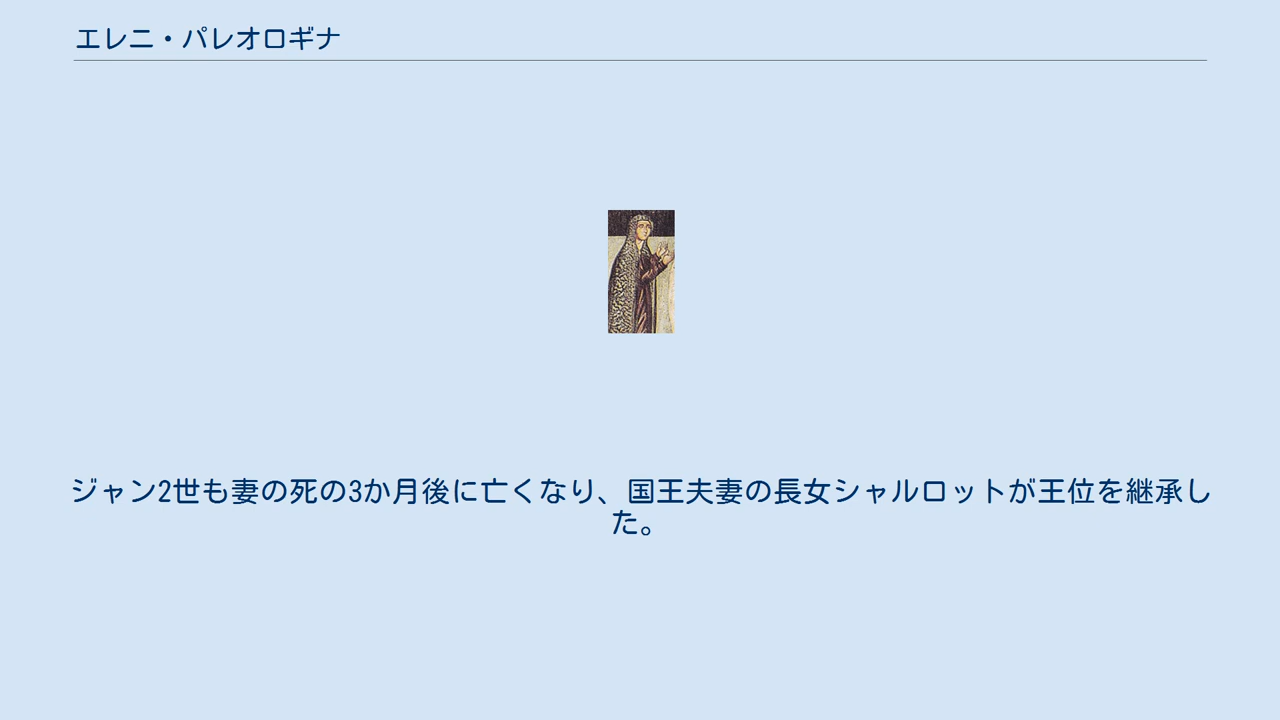 エレニ・パレオロギナ
ジャン2世も妻の死の3か月後に亡くなり、国王夫妻の長女シャルロットが王位を継承し
た。